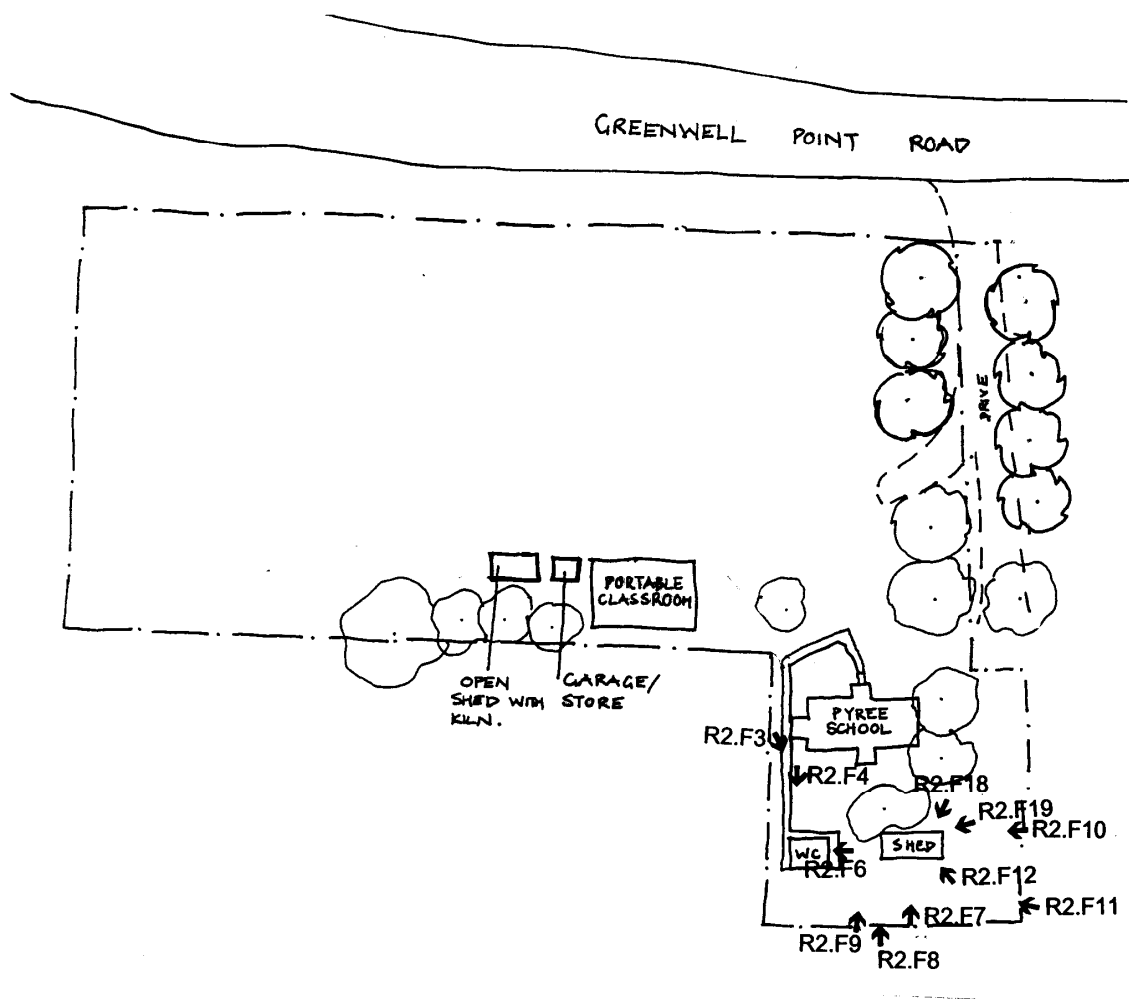 GREENWELL POINT ROAD
DRIVE
PORTABLE
CLASSROOM
OPEN
SHED WITH
KILN.
GARAGE/
STORE
PYREE
SCHOOL
R2.F3
R2.F4
R2.F18
R2.F19
R2.F10
WC
SHED
R2.F6
R2.F12
R2.F11
R2.F7
R2.F9
R2.F8